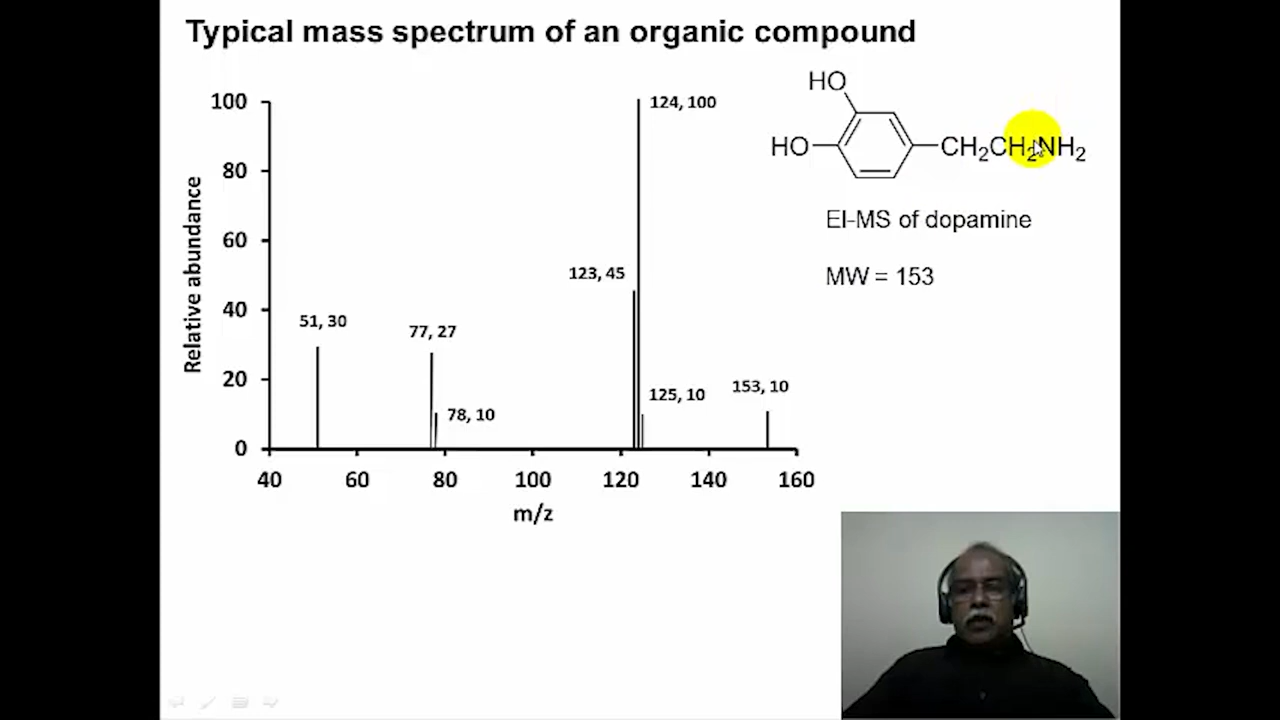 Typical mass spectrum of an organic compound
Relative abundance
100
80
60
40
20
0
40 60 80 100 120 140 160
m/z
51, 30
77, 27
78, 10
123, 45
124, 100
125, 10
153, 10
HO
HO
CH₂CH₂NH₂
EI-MS of dopamine
MW = 153